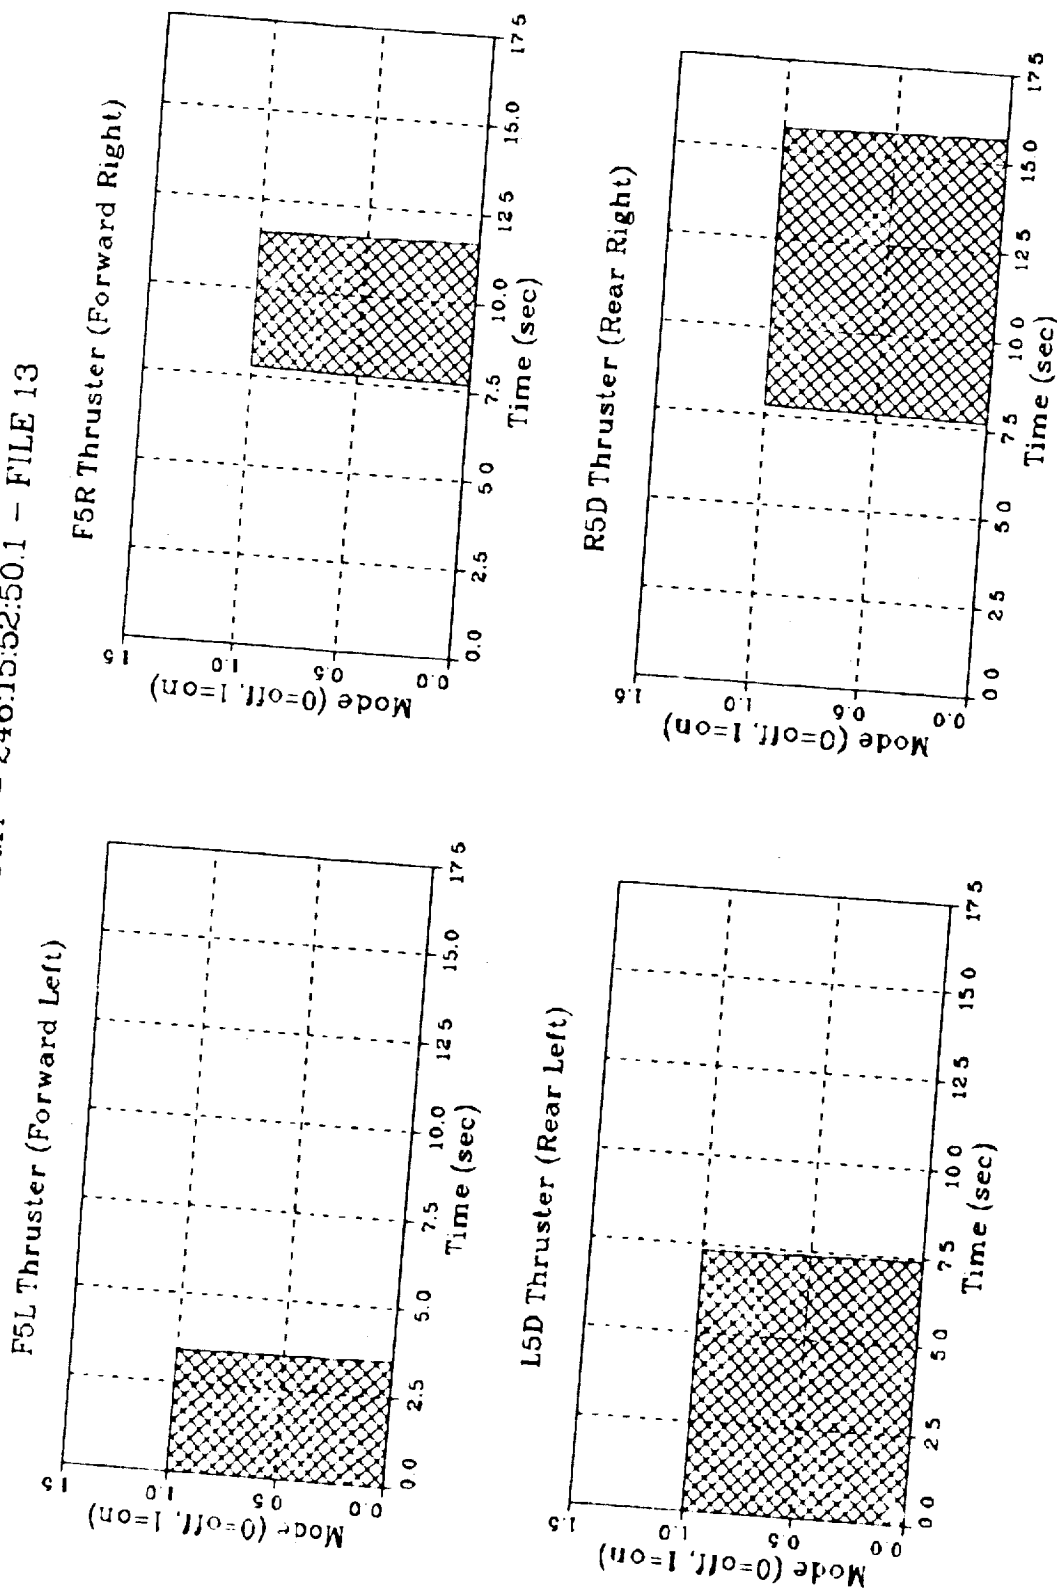 246:15:52:50.1 - FILE 13
F5L Thruster (Forward Left)
Mode (0=off, 1=on)
1.5
1.0
0.5
0.0
0.0 2.5 5.0 7.5 10.0 12.5 15.0 17.5
Time (sec)
F5R Thruster (Forward Right)
Mode (0=off, 1=on)
1.5
1.0
0.5
0.0
0.0 2.5 5.0 7.5 10.0 12.5 15.0 17.5
Time (sec)
L5D Thruster (Rear Left)
Mode (0=off, 1=on)
1.5
1.0
0.5
0.0
0.0 2.5 5.0 7.5 10.0 12.5 15.0 17.5
Time (sec)
R5D Thruster (Rear Right)
Mode (0=off, 1=on)
1.5
1.0
0.5
0.0
0.0 2.5 5.0 7.5 10.0 12.5 15.0 17.5
Time (sec)